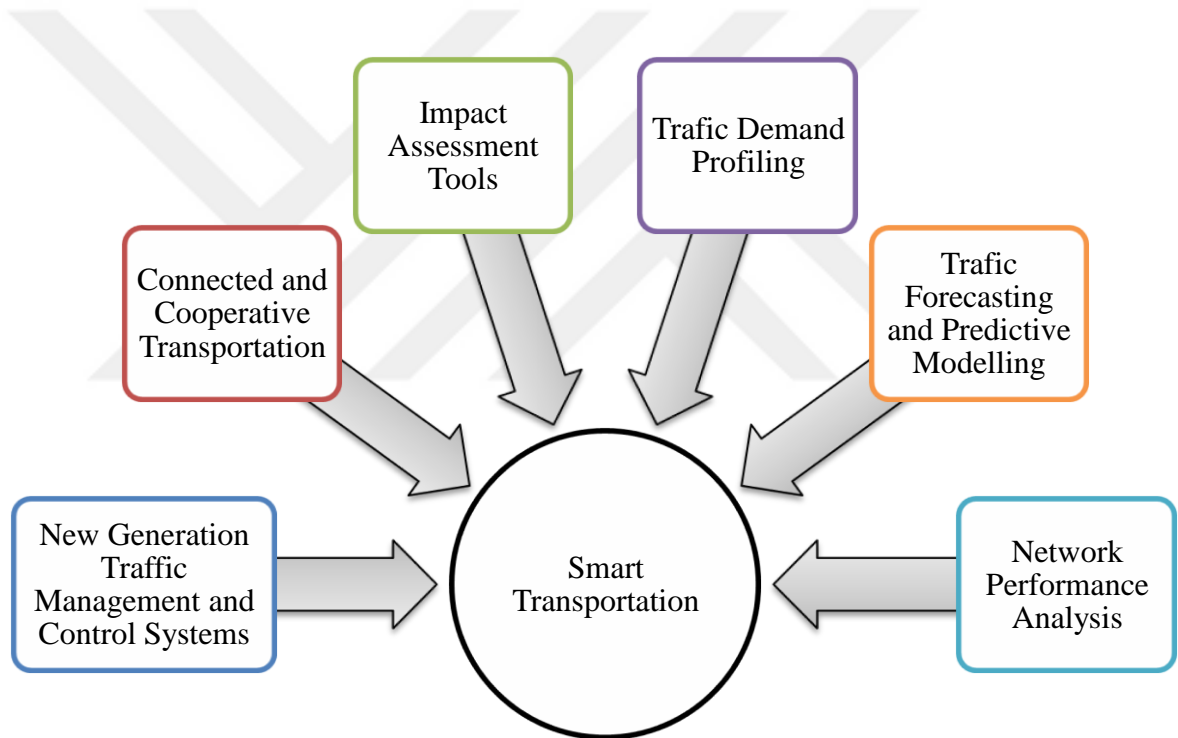 Impact
Assessment
Tools
Trafic Demand
Profiling
Connected and
Cooperative
Transportation
Trafic
Forecasting
and Predictive
Modelling
New Generation
Traffic
Management and
Control Systems
Smart
Transportation
Network
Performance
Analysis